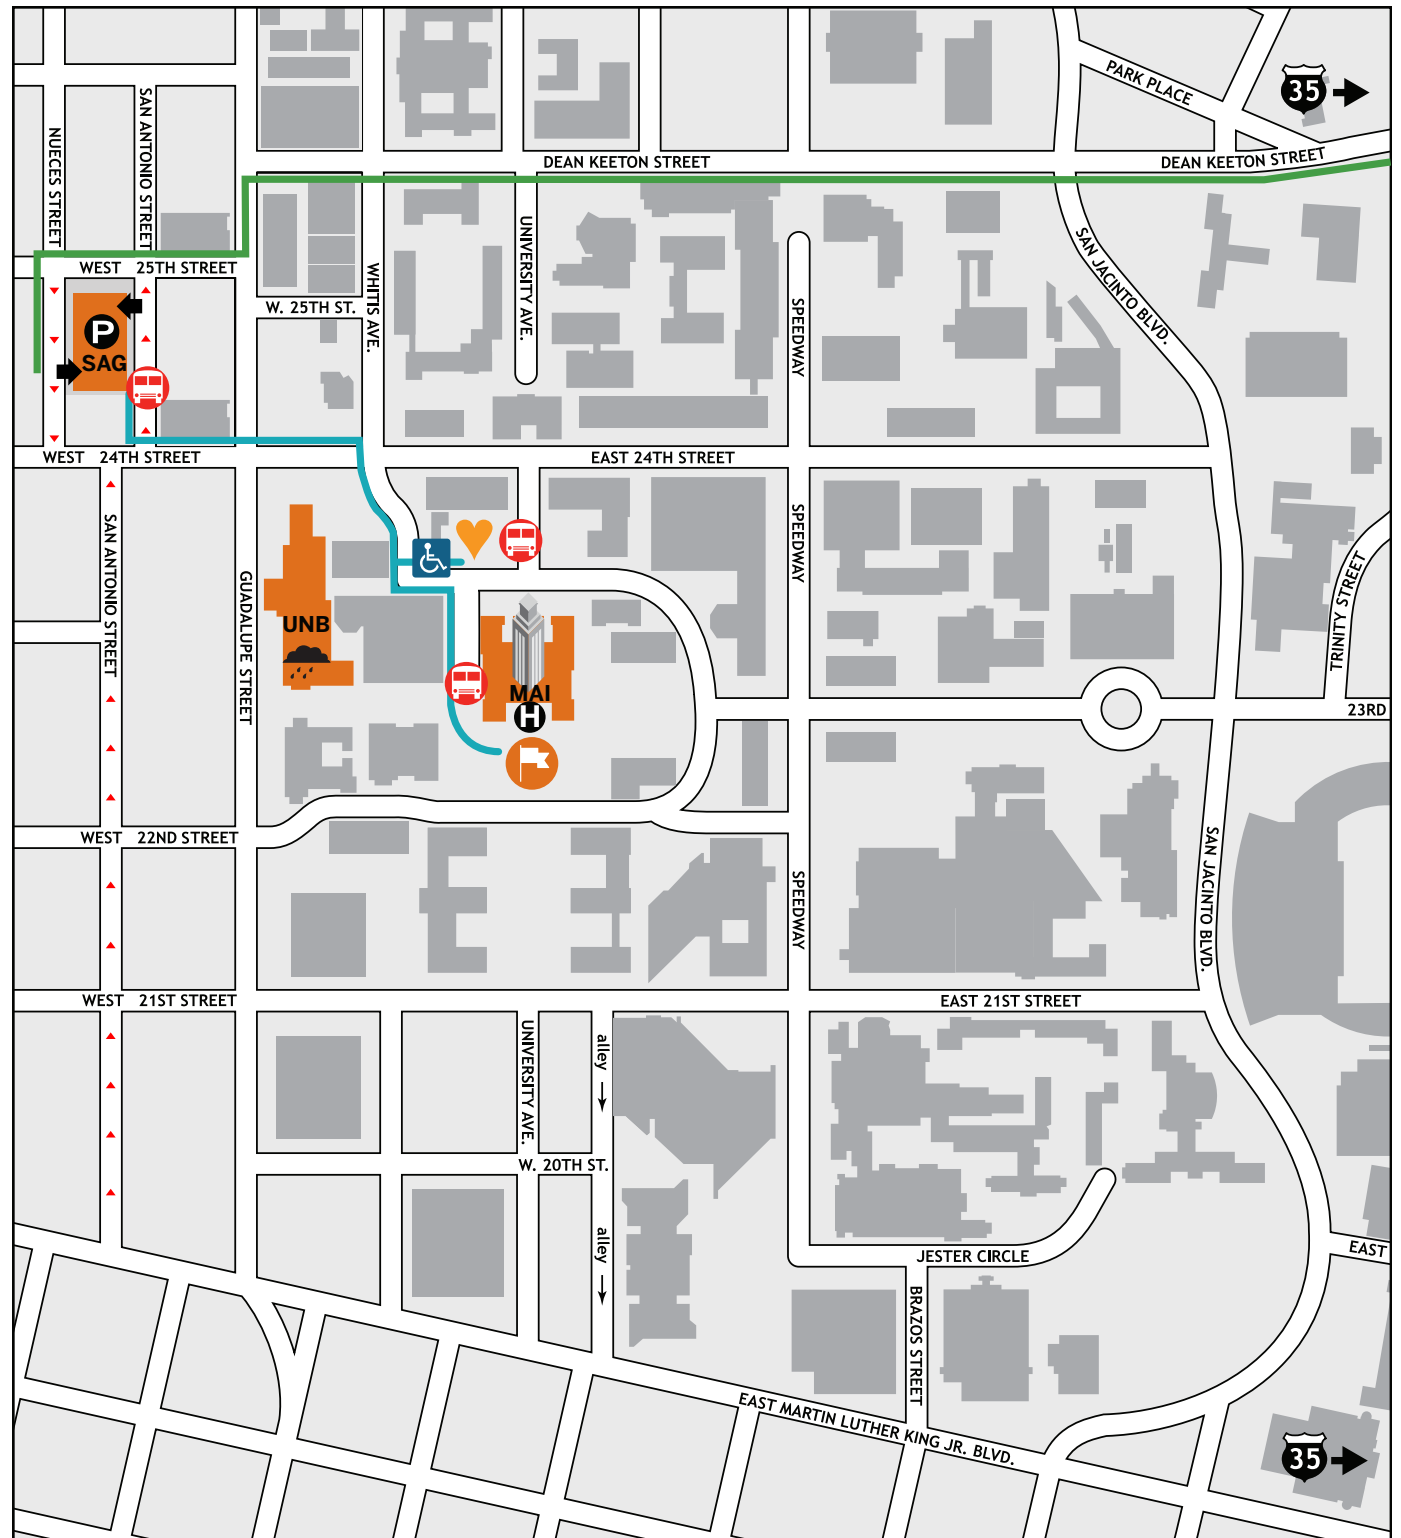 PARK PLACE
35
DEAN KEETON STREET
DEAN KEETON STREET
NUECES STREET
SAN ANTONIO STREET
WEST 25TH STREET
W. 25TH ST.
WHITIS AVE.
UNIVERSITY AVE.
SPEEDWAY
SAN JACINTO BLVD.
P
SAG
WEST 24TH STREET
EAST 24TH STREET
SAN ANTONIO STREET
GUADALUPE STREET
UNB
SPEEDWAY
TRINITY STREET
MAI
H
23RD
WEST 22ND STREET
SPEEDWAY
SAN JACINTO BLVD.
WEST 21ST STREET
EAST 21ST STREET
UNIVERSITY AVE.
alley
W. 20TH ST.
alley
JESTER CIRCLE
EAST
BRAZOS STREET
EAST MARTIN LUTHER KING JR. BLVD.
35